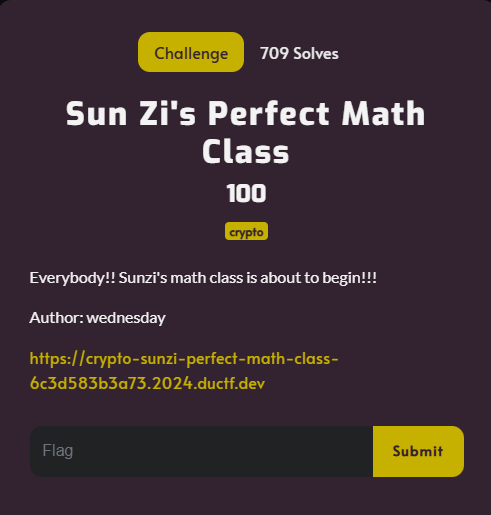 Challenge
709 Solves
Sun Zi's Perfect Math
Class
100
crypto
Everybody!! Sunzi's math class is about to begin!!!
Author: wednesday
https://crypto-sunzi-perfect-math-class-
6c3d583b3a73.2024.ductf.dev
Flag
Submit